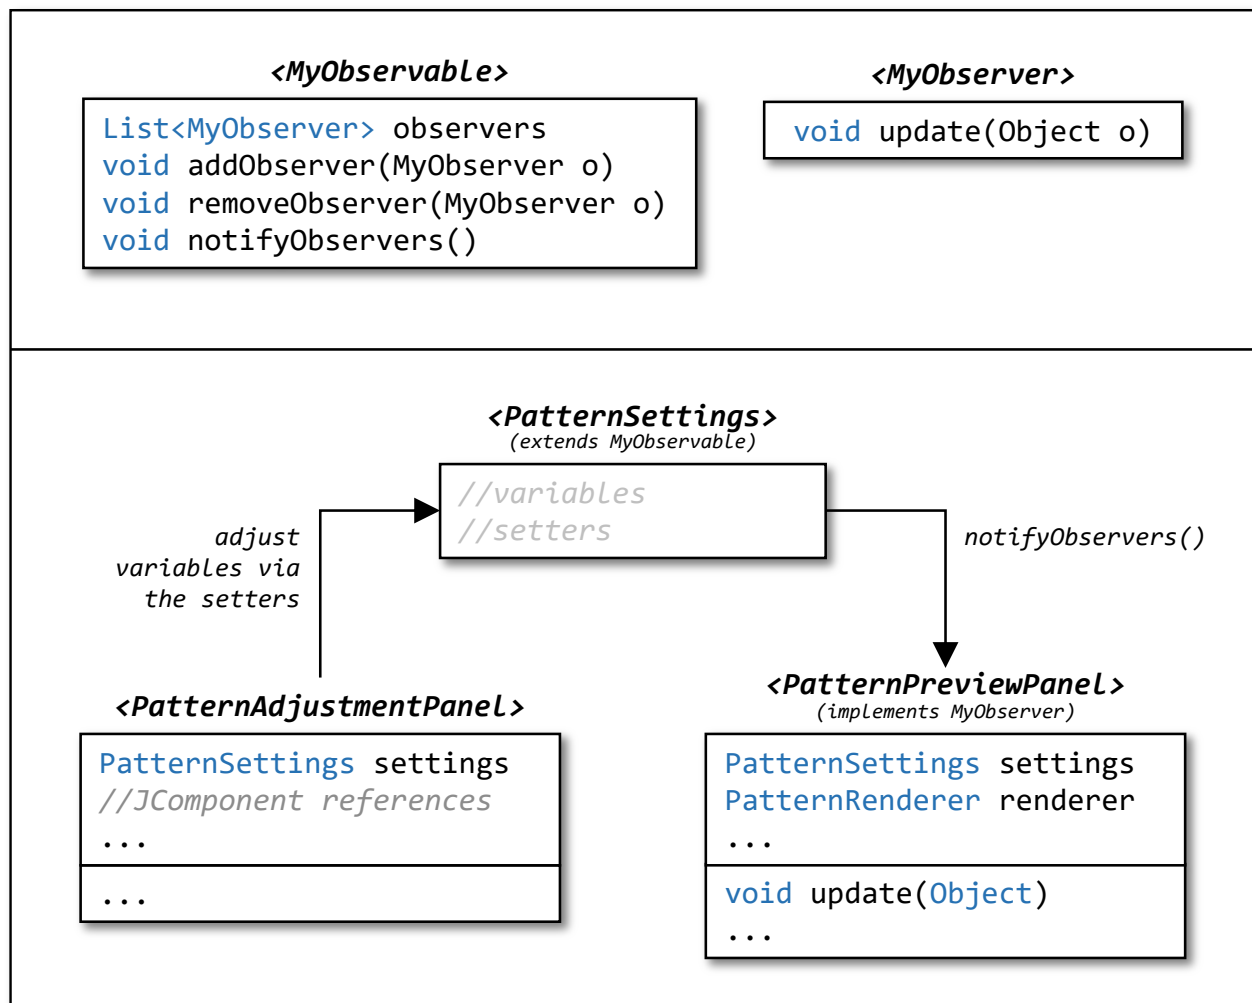 <MyObservable>
List<MyObserver> observers
void addObserver(MyObserver o)
void removeObserver(MyObserver o)
void notifyObservers()
<MyObserver>
void update(Object o)
<PatternSettings>
(extends MyObservable)
//variables
//setters
adjust
variables via
the setters
notifyObservers()
<PatternAdjustmentPanel>
PatternSettings settings
//JComponent references
...
...
<PatternPreviewPanel>
(implements MyObserver)
PatternSettings settings
PatternRenderer renderer
...
void update(Object)
...